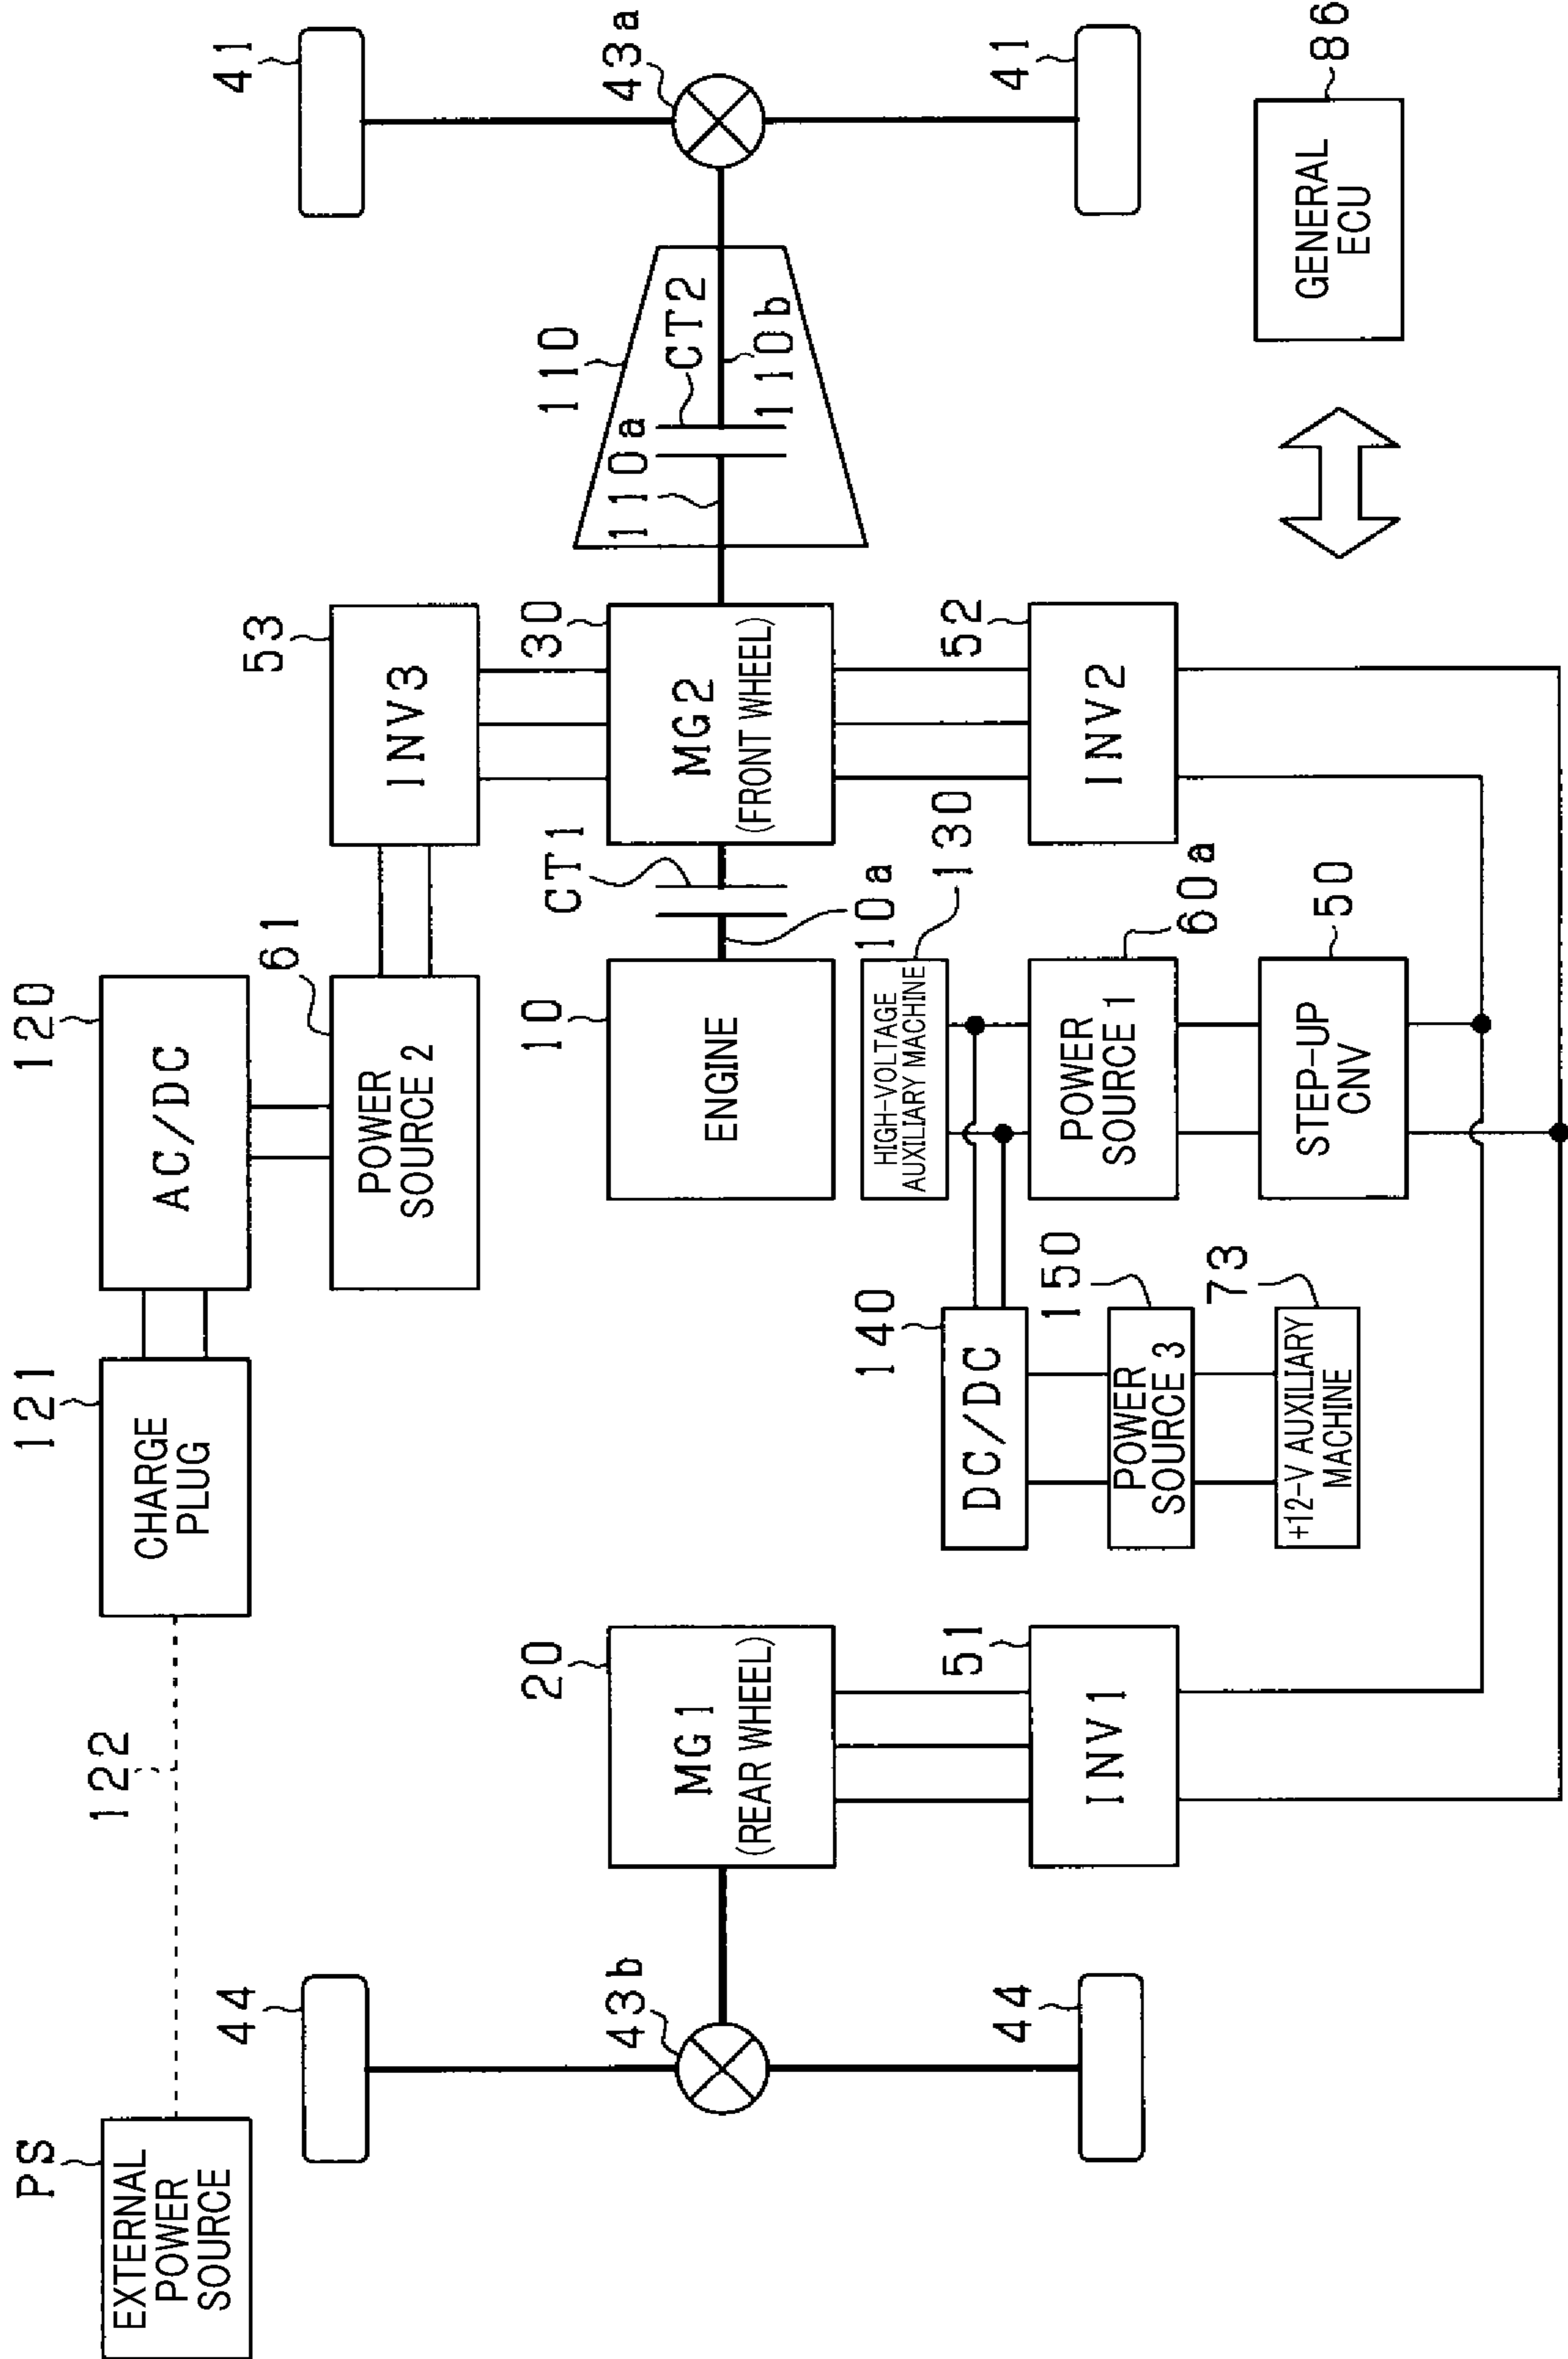 PS
EXTERNAL
POWER
SOURCE
122
121
CHARGE
PLUG
120
AC/DC
61
POWER
SOURCE 2
53
INV3
44
44
43b
20
MG1
(REAR WHEEL)
51
INV1
10
ENGINE
10a
CT1
30
MG2
(FRONT WHEEL)
52
INV2
110
110a
CT2
110b
41
43a
41
130
HIGH-VOLTAGE
AUXILIARY MACHINE
60a
POWER
SOURCE 1
50
STEP-UP
CNV
140
DC/DC
150
POWER
SOURCE 3
73
+12-V AUXILIARY
MACHINE
86
GENERAL
ECU